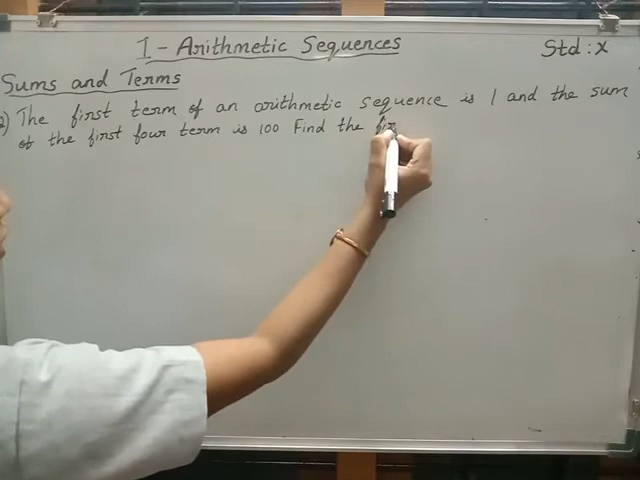 I - Arithmetic Sequences
Std : X
Sums and Terms
The first term of an arithmetic sequence is 1 and the sum
of the first four term is 100 Find the